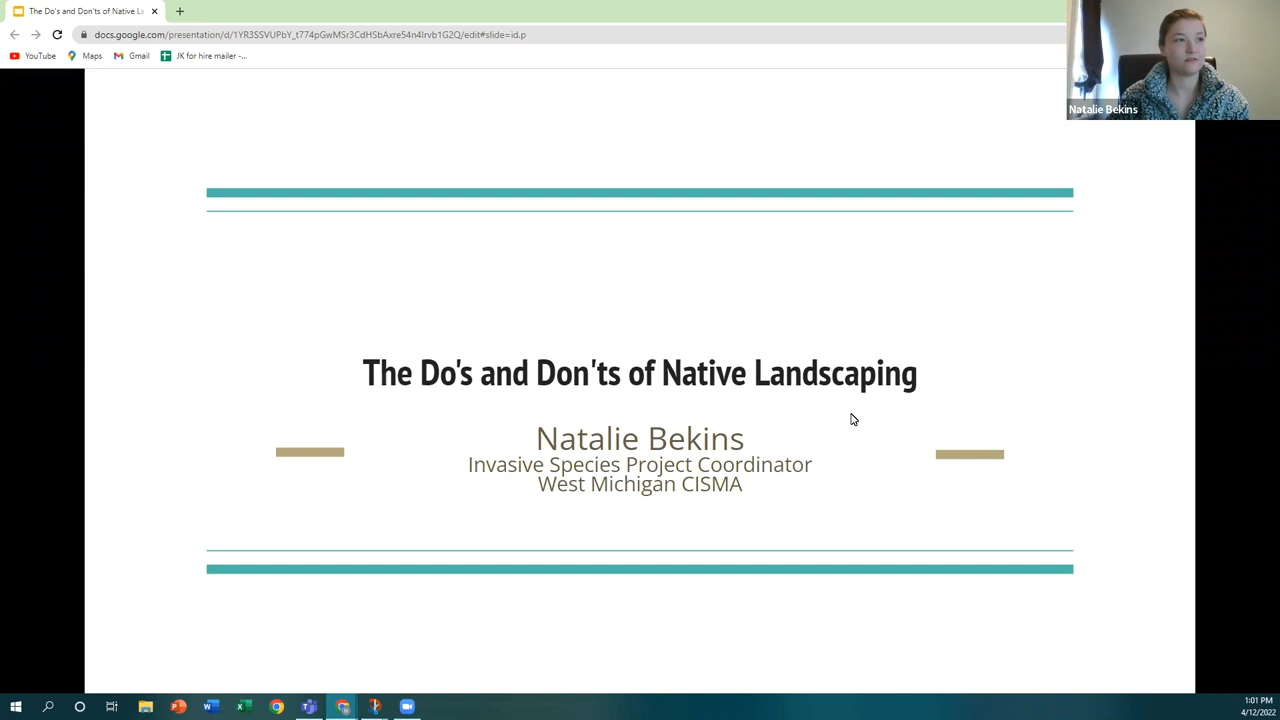 The Do's and Don'ts of Native La
docs.google.com/presentation/d/1YR3SSVUPbY_t774pGwMSr3CdHSbAxre54n4lrvb1G2Q/edit#slide=id.p
YouTube Maps Gmail JK for hire mailer -...
Natalie Bekins
The Do's and Don'ts of Native Landscaping
Natalie Bekins
Invasive Species Project Coordinator
West Michigan CISMA
1:01 PM
4/12/2022